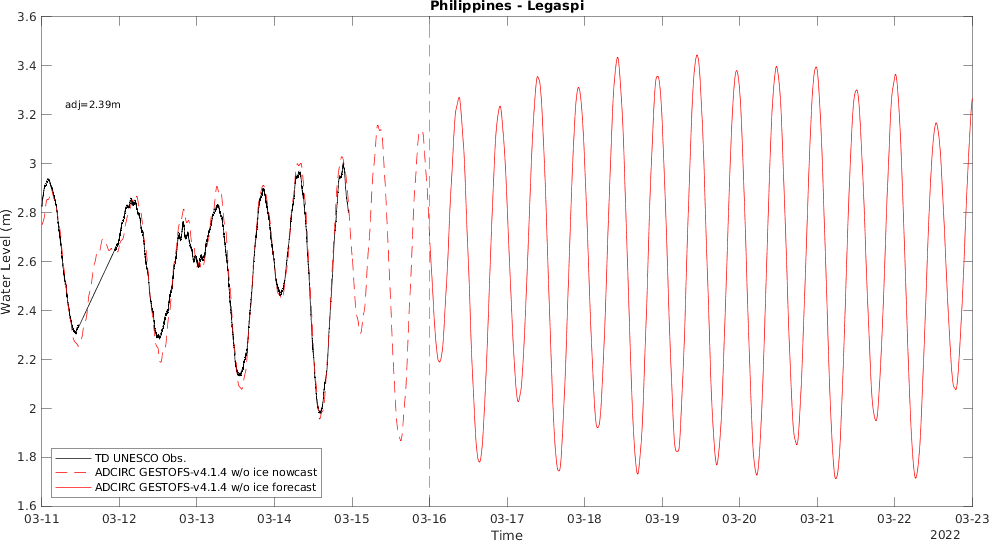 Philippines - Legaspi
3.6
3.4
3.2
3
2.8
2.6
2.4
2.2
2
1.8
1.6
Water Level (m)
adj=2.39m
TD UNESCO Obs.
ADCIRC GESTOFS-v4.1.4 w/o ice nowcast
ADCIRC GESTOFS-v4.1.4 w/o ice forecast
03-11 03-12 03-13 03-14 03-15 03-16 03-17 03-18 03-19 03-20 03-21 03-22 03-23
Time
2022